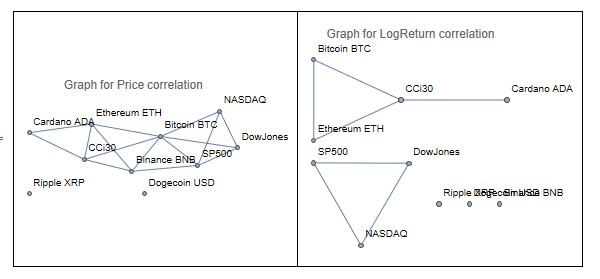 Graph for Price correlation
NASDAQ
Cardano ADA
Ethereum ETH
Bitcoin BTC
DowJones
CCi30
Binance BNB
SP500
Ripple XRP
Dogecoin USD
Graph for LogReturn correlation
Bitcoin BTC
CCi30
Cardano ADA
Ethereum ETH
SP500
DowJones
Ripple XRP
Dogecoin USD
Binance BNB
NASDAQ